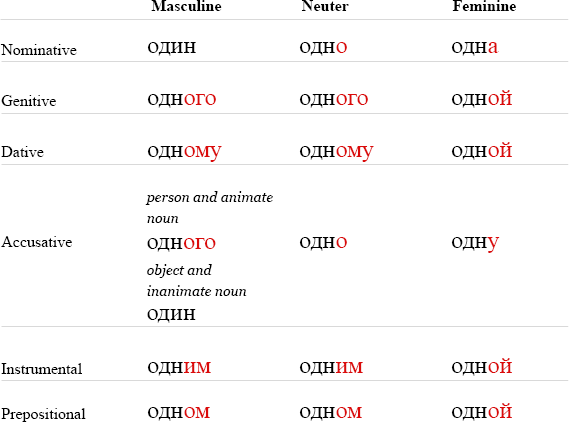 Masculine Neuter Feminine
Nominative один одно одна
Genitive одного одного одной
Dative одному одному одной
person and animate
noun
Accusative одного одно одну
object and
inanimate noun
один
Instrumental одним одним одной
Prepositional одном одном одной